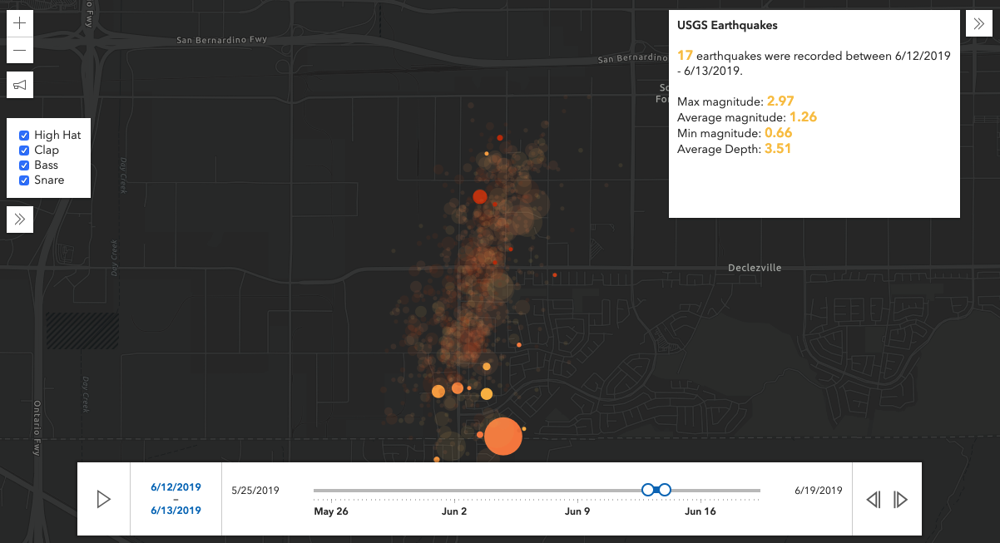 San Bernardino Fwy
San Bernardino
USGS Earthquakes
17 earthquakes were recorded between 6/12/2019
- 6/13/2019.
Max magnitude: 2.97
Average magnitude: 1.26
Min magnitude: 0.66
Average Depth: 3.51
High Hat
Clap
Bass
Snare
Day Creek
Day Creek
Declezville
Day Creek
Ontario Fwy
6/12/2019
–
6/13/2019
5/25/2019
6/19/2019
May 26
Jun 2
Jun 9
Jun 16